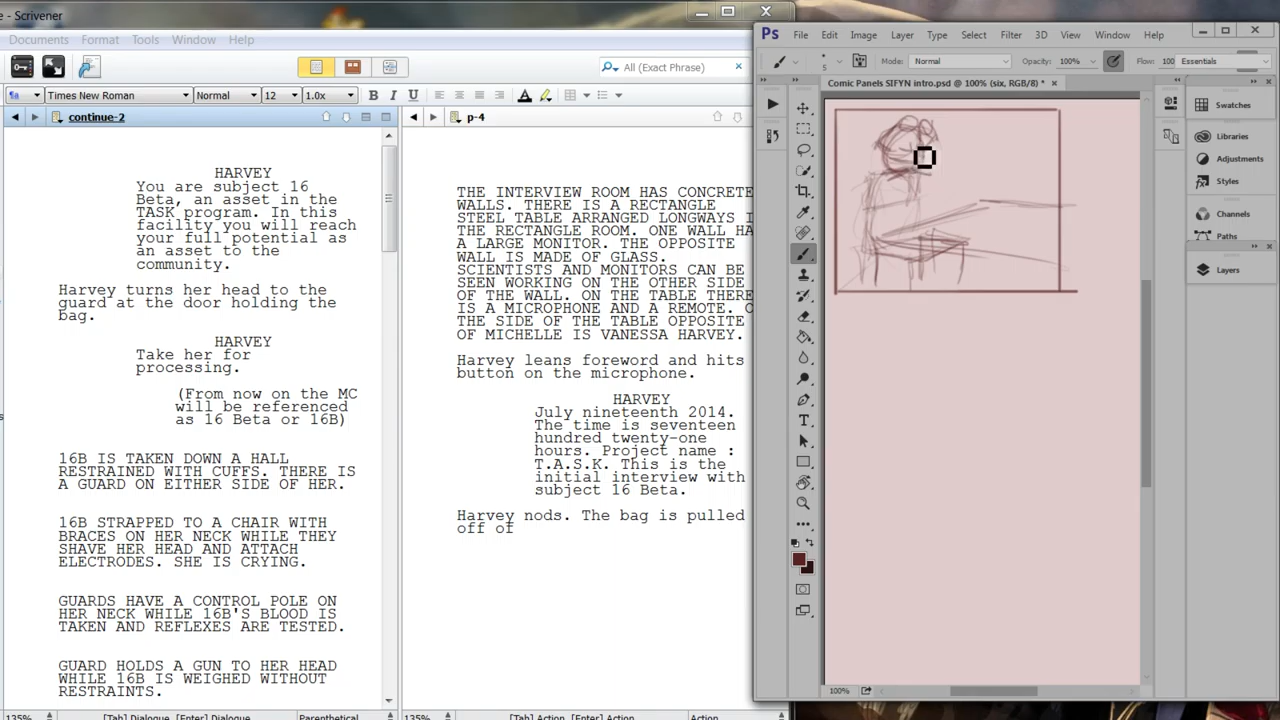 e - Scrivener
Documents Format Tools Window Help
All (Exact Phrase)
Times New Roman Normal 12 1.0x B I U A
continue-2
HARVEY
You are subject 16
Beta, an asset in the
TASK program. In this
facility you will reach
your full potential as
an asset to the
community.
Harvey turns her head to the
guard at the door holding the
bag.
HARVEY
Take her for
processing.
(From now on the MC
will be referenced
as 16 Beta or 16B)
16B IS TAKEN DOWN A HALL
RESTRAINED WITH CUFFS. THERE IS
A GUARD ON EITHER SIDE OF HER.
16B STRAPPED TO A CHAIR WITH
BRACES ON HER NECK WHILE THEY
SHAVE HER HEAD AND ATTACH
ELECTRODES. SHE IS CRYING.
GUARDS HAVE A CONTROL POLE ON
HER NECK WHILE 16B'S BLOOD IS
TAKEN AND REFLEXES ARE TESTED.
GUARD HOLDS A GUN TO HER HEAD
WHILE 16B IS WEIGHED WITHOUT
RESTRAINTS.
135% [Tab] Dialogue, [Enter] Dialogue Parenthetical
p-4
THE INTERVIEW ROOM HAS CONCRETE
WALLS. THERE IS A RECTANGLE
STEEL TABLE ARRANGED LONGWAYS I
THE RECTANGLE ROOM. ONE WALL HA
A LARGE MONITOR. THE OPPOSITE
WALL IS MADE OF GLASS.
SCIENTISTS AND MONITORS CAN BE
SEEN WORKING ON THE OTHER SIDE
OF THE WALL. ON THE TABLE THERE
IS A MICROPHONE AND A REMOTE. O
THE SIDE OF THE TABLE OPPOSITE
OF MICHELLE IS VANESSA HARVEY.
Harvey leans foreword and hits
button on the microphone.
HARVEY
July nineteenth 2014.
The time is seventeen
hundred twenty-one
hours. Project name :
T.A.S.K. This is the
initial interview with
subject 16 Beta.
Harvey nods. The bag is pulled
off of
135% [Tab] Action, [Enter] Action Action
Ps File Edit Image Layer Type Select Filter 3D View Window Help
5 Mode: Normal Opacity: 100% Flow: 100 Essentials
Comic Panels SIFYN intro.psd @ 100% (six, RGB/8) *
Swatches
Libraries
Adjustments
Styles
Channels
Paths
Layers
100%